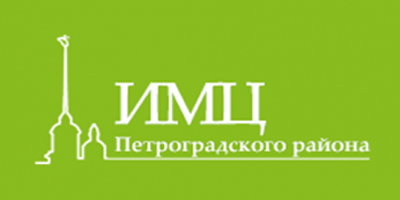 ИМЦ
Петроградского района